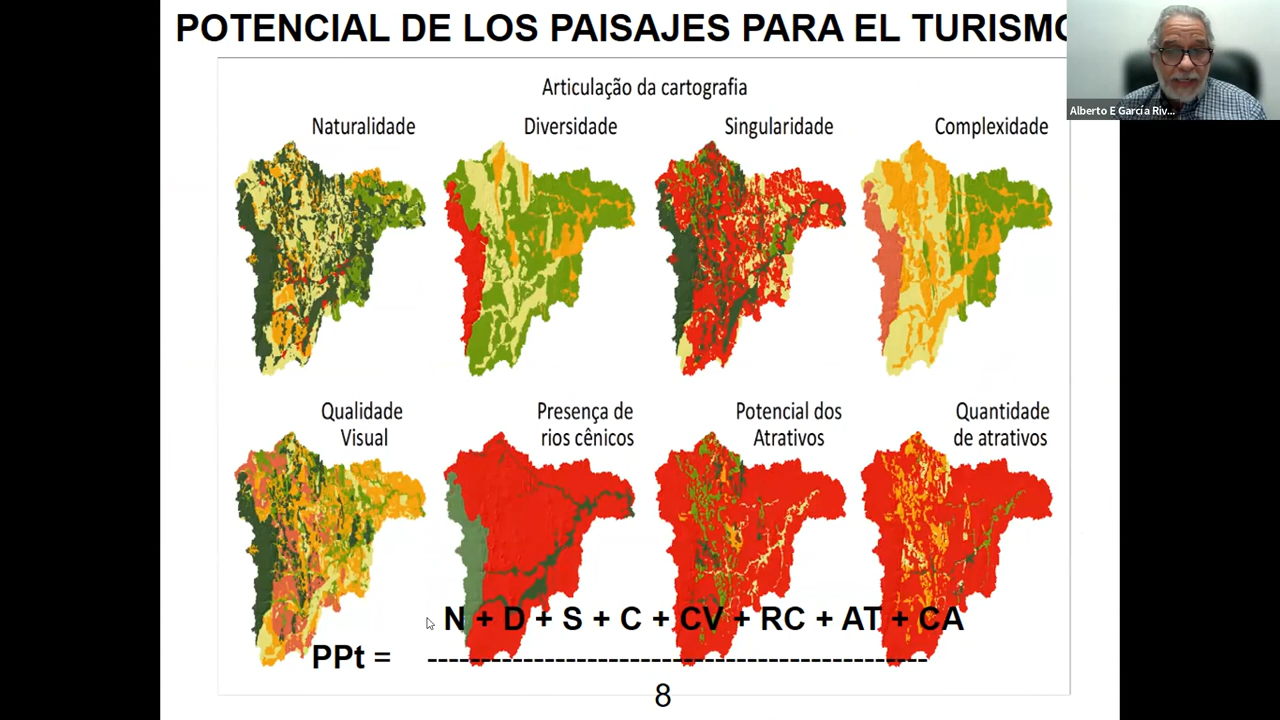 POTENCIAL DE LOS PAISAJES PARA EL TURISMO
Alberto E García Riv...
Articulação da cartografia
Naturalidade
Diversidade
Singularidade
Complexidade
Qualidade
Visual
Presença de
rios cênicos
Potencial dos
Atrativos
Quantidade
de atrativos
N + D + S + C + CV + RC + AT + CA
PPt = -----------------------------------------------
8